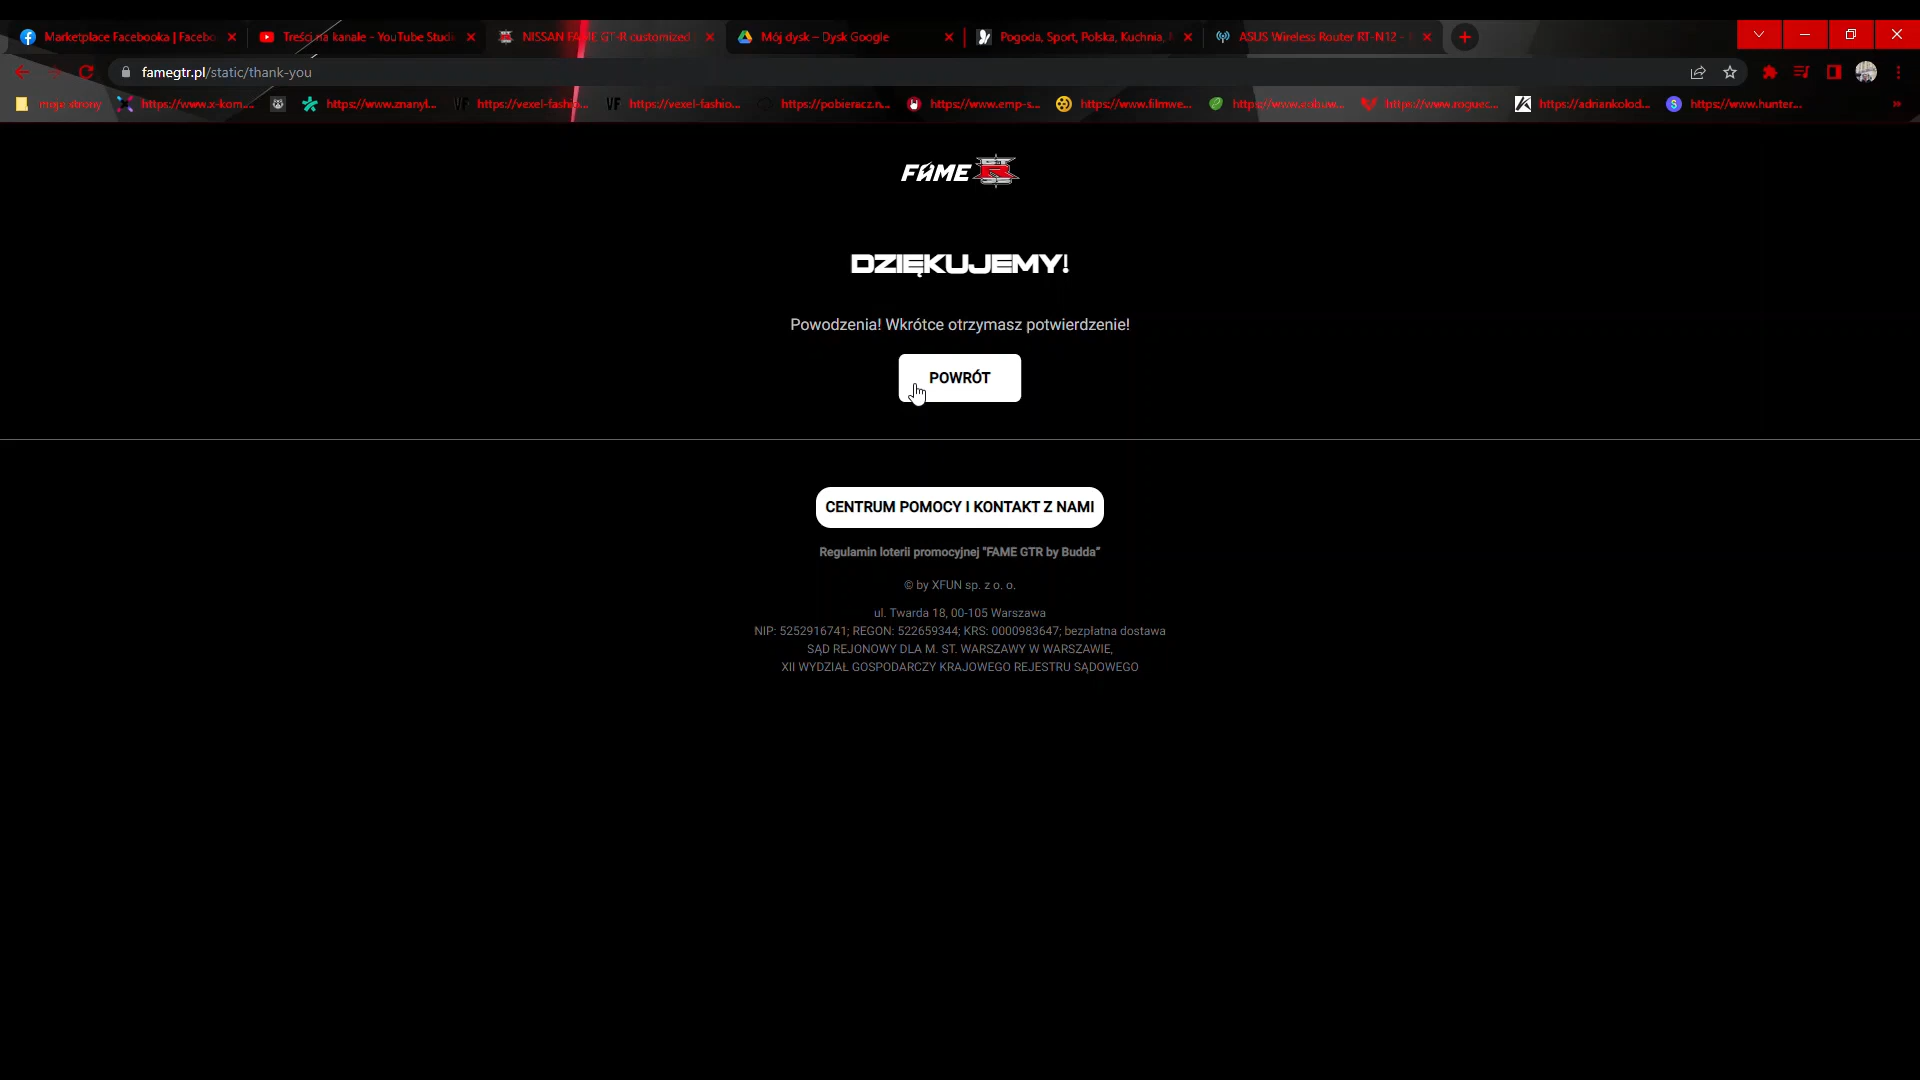 Marketplace Facebooka | Facebo
Treści na kanale - YouTube Studi
NISSAN FAME GT-R customized
Mój dysk – Dysk Google
Pogoda, Sport, Polska, Kuchnia,
ASUS Wireless Router RT-N12 -
famegtr.pl/static/thank-you
moje strony
https://www.x-kom....
https://www.znanyl...
https://vexel-fashio...
https://vexel-fashio...
https://pobieracz.n...
https://www.emp-s...
https://www.filmwe...
https://www.roguec...
https://adriankolod...
https://www.hunter...
FAME GT R
DZIĘKUJEMY!
Powodzenia! Wkrótce otrzymasz potwierdzenie!
POWRÓT
CENTRUM POMOCY I KONTAKT Z NAMI
Regulamin loterii promocyjnej "FAME GTR by Budda"
© by XFUN sp. z o. o.
ul. Twarda 18, 00-105 Warszawa
NIP: 5252916741; REGON: 522659344; KRS: 0000983647; bezpłatna dostawa
SĄD REJONOWY DLA M. ST. WARSZAWY W WARSZAWIE,
XII WYDZIAŁ GOSPODARCZY KRAJOWEGO REJESTRU SĄDOWEGO